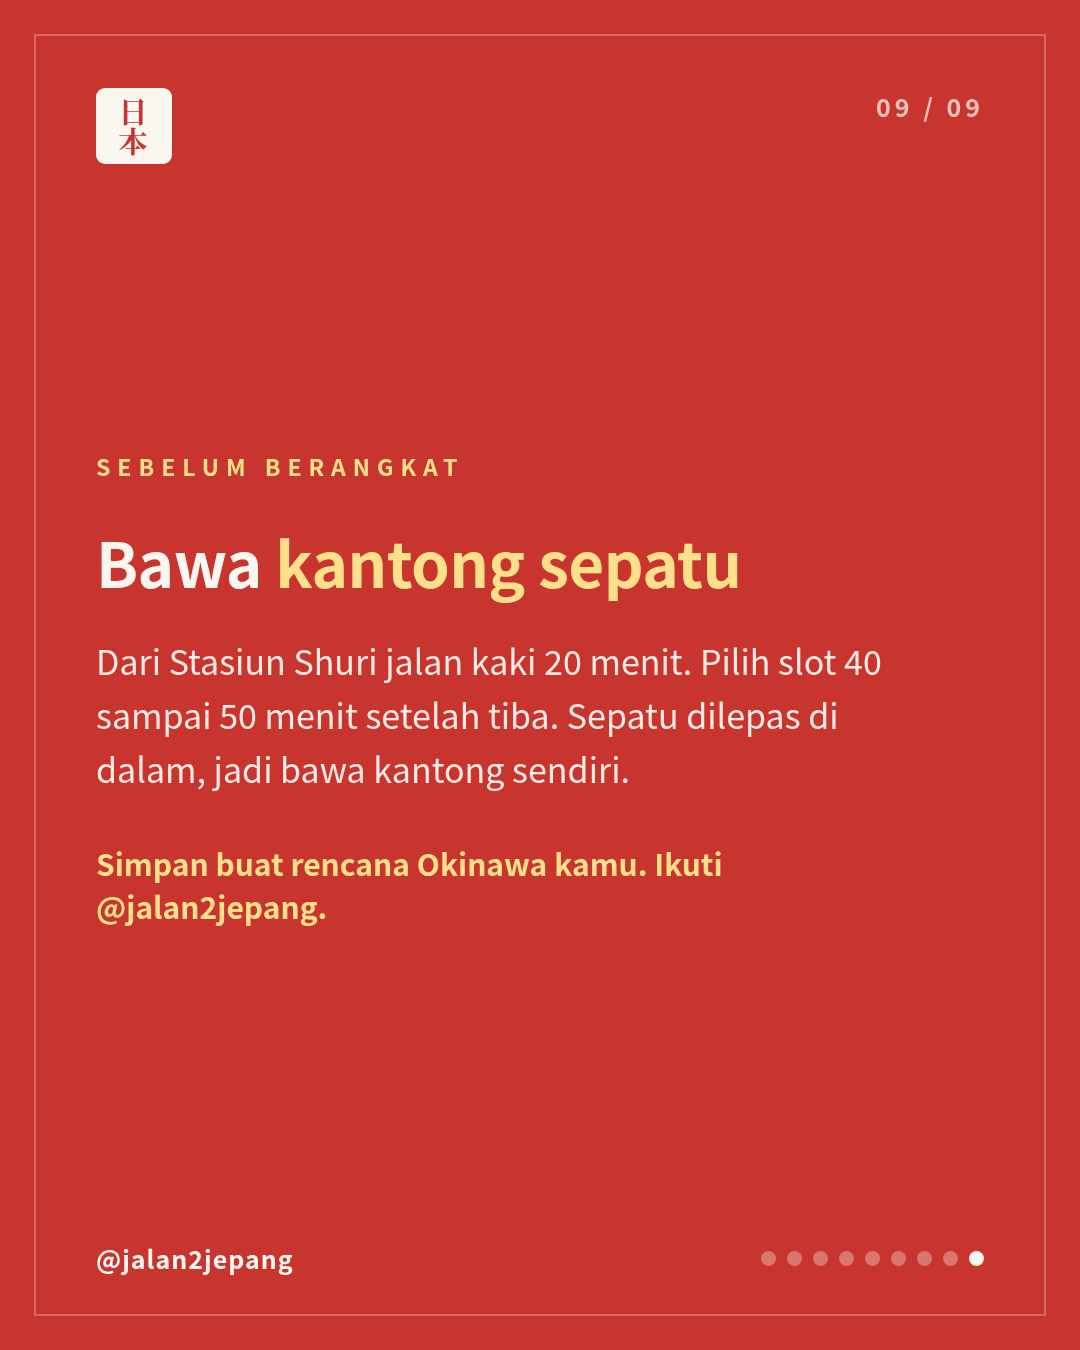 日
本
09 / 09
SEBELUM BERANGKAT
Bawa kantong sepatu
Dari Stasiun Shuri jalan kaki 20 menit. Pilih slot 40
sampai 50 menit setelah tiba. Sepatu dilepas di
dalam, jadi bawa kantong sendiri.
Simpan buat rencana Okinawa kamu. Ikuti
@jalan2jepang.
@jalan2jepang